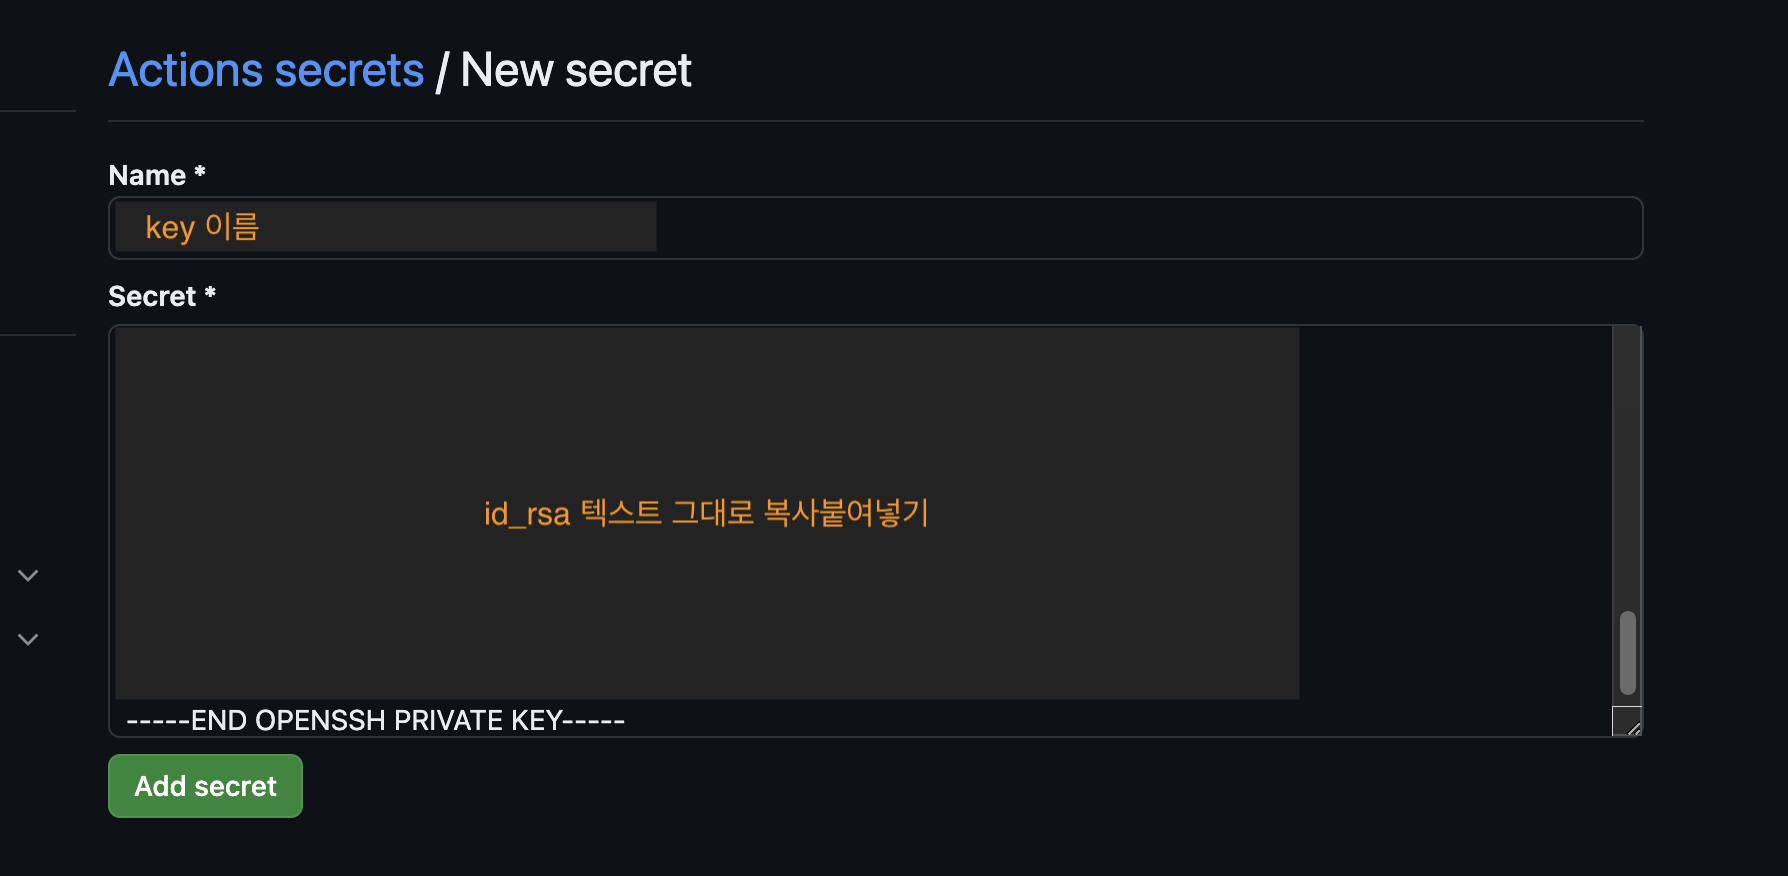 Actions secrets / New secret
Name *
key 이름
Secret *
id_rsa 텍스트 그대로 복사붙여넣기
-----END OPENSSH PRIVATE KEY-----
Add secret